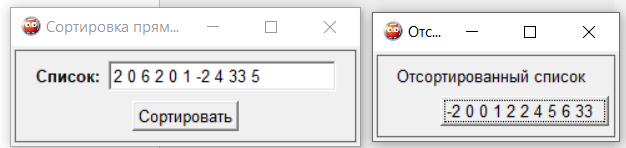 Сортировка прям...
Список: 2 0 6 2 0 1 -2 4 33 5
Сортировать
Отс...
Отсортированный список
-2 0 0 1 2 2 4 5 6 33